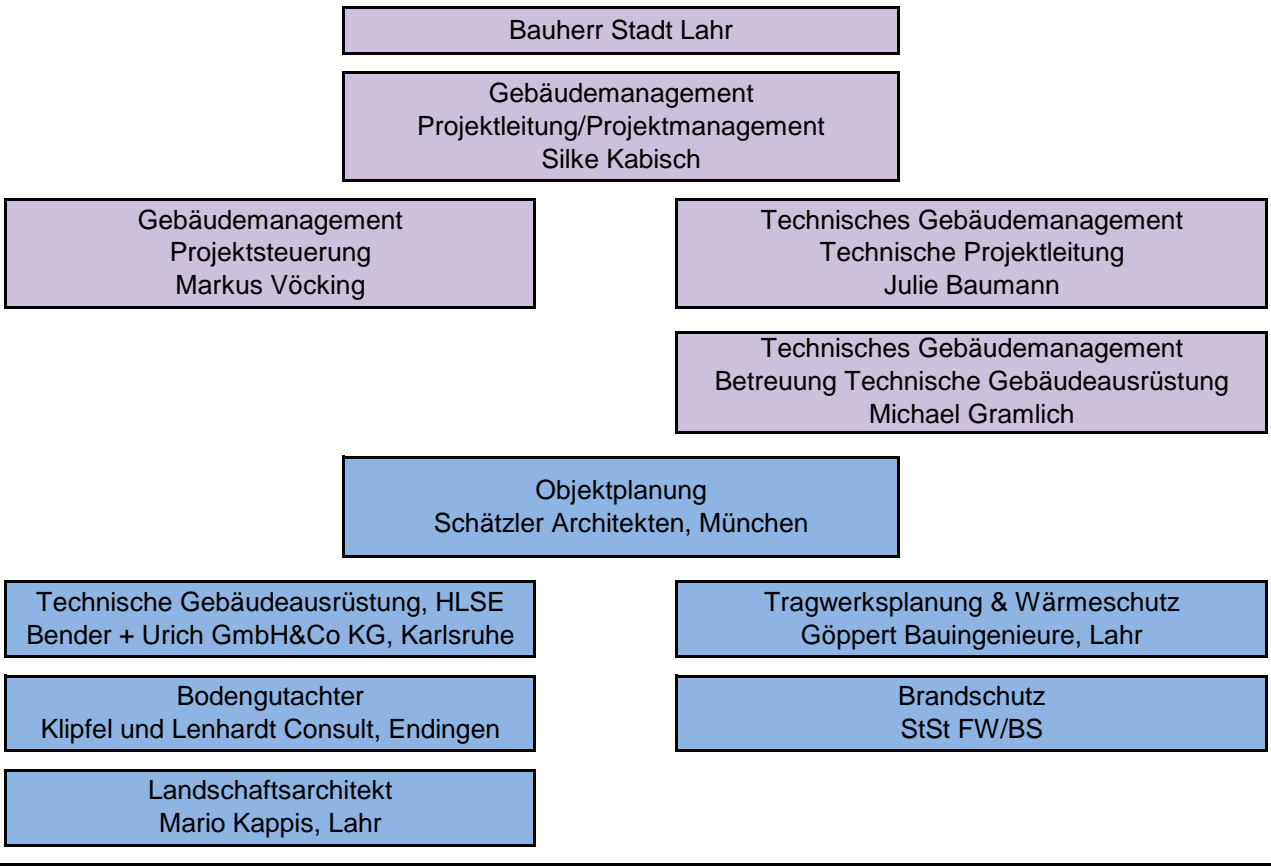 Bauherr Stadt Lahr
Gebäudemanagement
Projektleitung/Projektmanagement
Silke Kabisch
Gebäudemanagement
Projektsteuerung
Markus Vöcking
Technisches Gebäudemanagement
Technische Projektleitung
Julie Baumann
Technisches Gebäudemanagement
Betreuung Technische Gebäudeausrüstung
Michael Gramlich
Objektplanung
Schätzler Architekten, München
Technische Gebäudeausrüstung, HLSE
Bender + Urich GmbH&Co KG, Karlsruhe
Tragwerksplanung & Wärmeschutz
Göppert Bauingenieure, Lahr
Bodengutachter
Klipfel und Lenhardt Consult, Endingen
Brandschutz
StSt FW/BS
Landschaftsarchitekt
Mario Kappis, Lahr